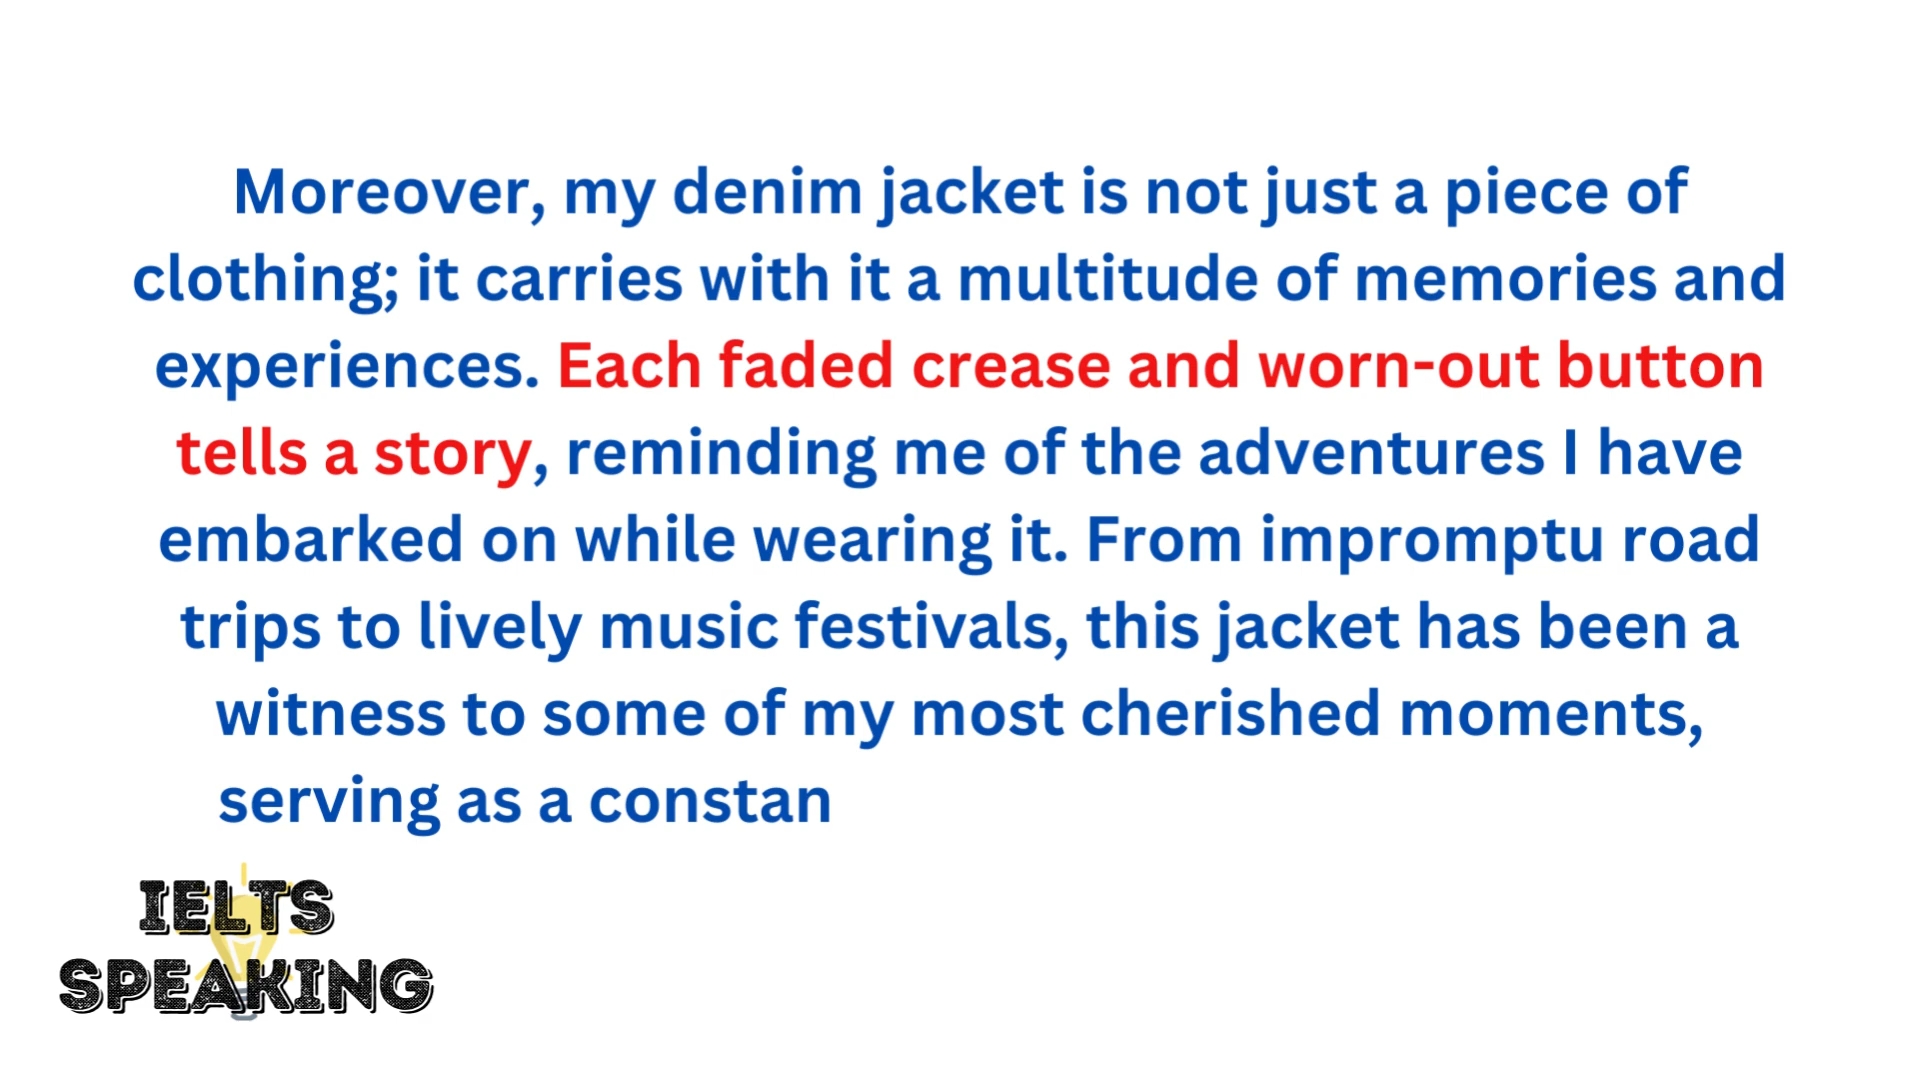 Moreover, my denim jacket is not just a piece of
clothing; it carries with it a multitude of memories and
experiences. Each faded crease and worn-out button
tells a story, reminding me of the adventures I have
embarked on while wearing it. From impromptu road
trips to lively music festivals, this jacket has been a
witness to some of my most cherished moments,
serving as a constan
IELTS
SPEAKING